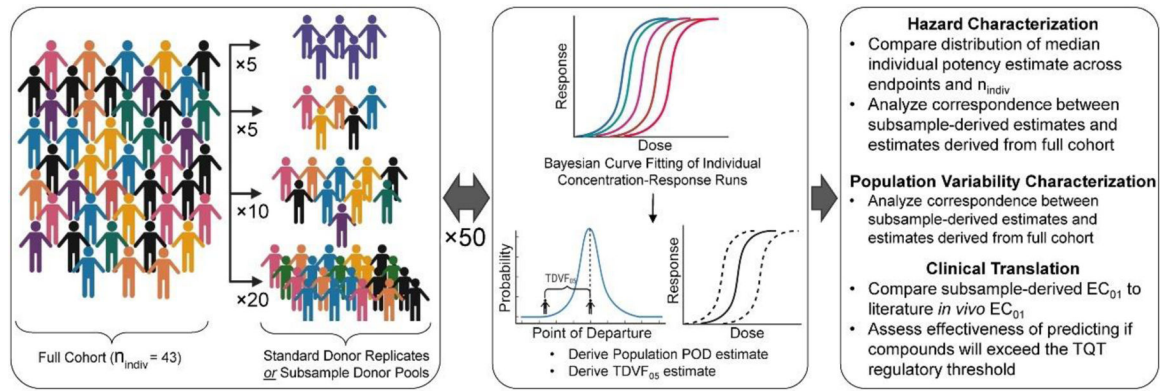 ×5
×5
×10
×20
Full Cohort (nindiv = 43)
Standard Donor Replicates
or Subsample Donor Pools
×50
Response
Dose
Bayesian Curve Fitting of Individual
Concentration-Response Runs
Probability
TDVF05
Point of Departure
Response
Dose
• Derive Population POD estimate
• Derive TDVF05 estimate
Hazard Characterization
• Compare distribution of median
individual potency estimate across
endpoints and nindiv
• Analyze correspondence between
subsample-derived estimates and
estimates derived from full cohort
Population Variability Characterization
• Analyze correspondence between
subsample-derived estimates and
estimates derived from full cohort
Clinical Translation
• Compare subsample-derived EC01 to
literature in vivo EC01
• Assess effectiveness of predicting if
compounds will exceed the TQT
regulatory threshold